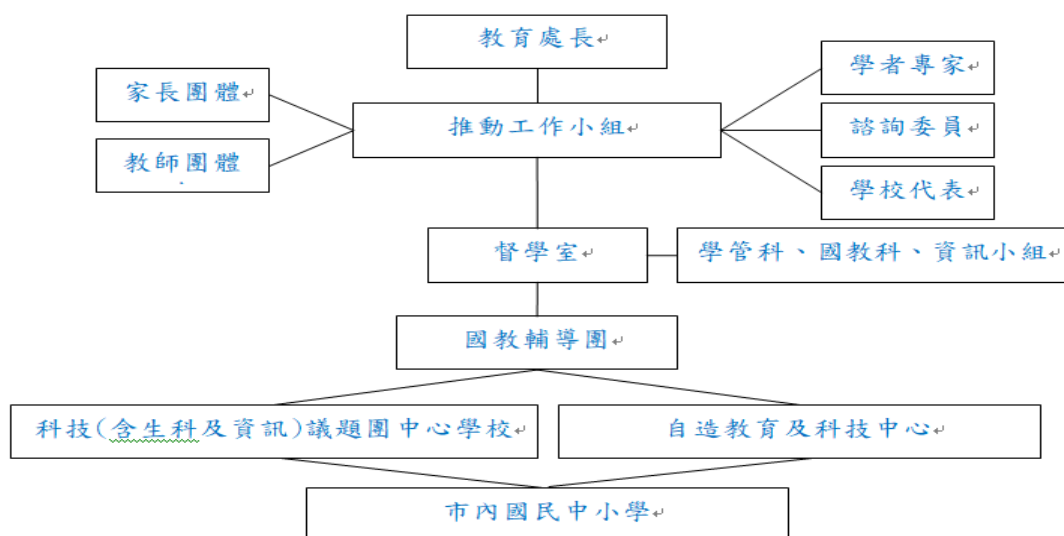 教育處長
家長團體
學者專家
推動工作小組
諮詢委員
教師團體
學校代表
督學室
學管科、國教科、資訊小組
國教輔導團
科技(含生科及資訊)議題團中心學校
自造教育及科技中心
市內國民中小學